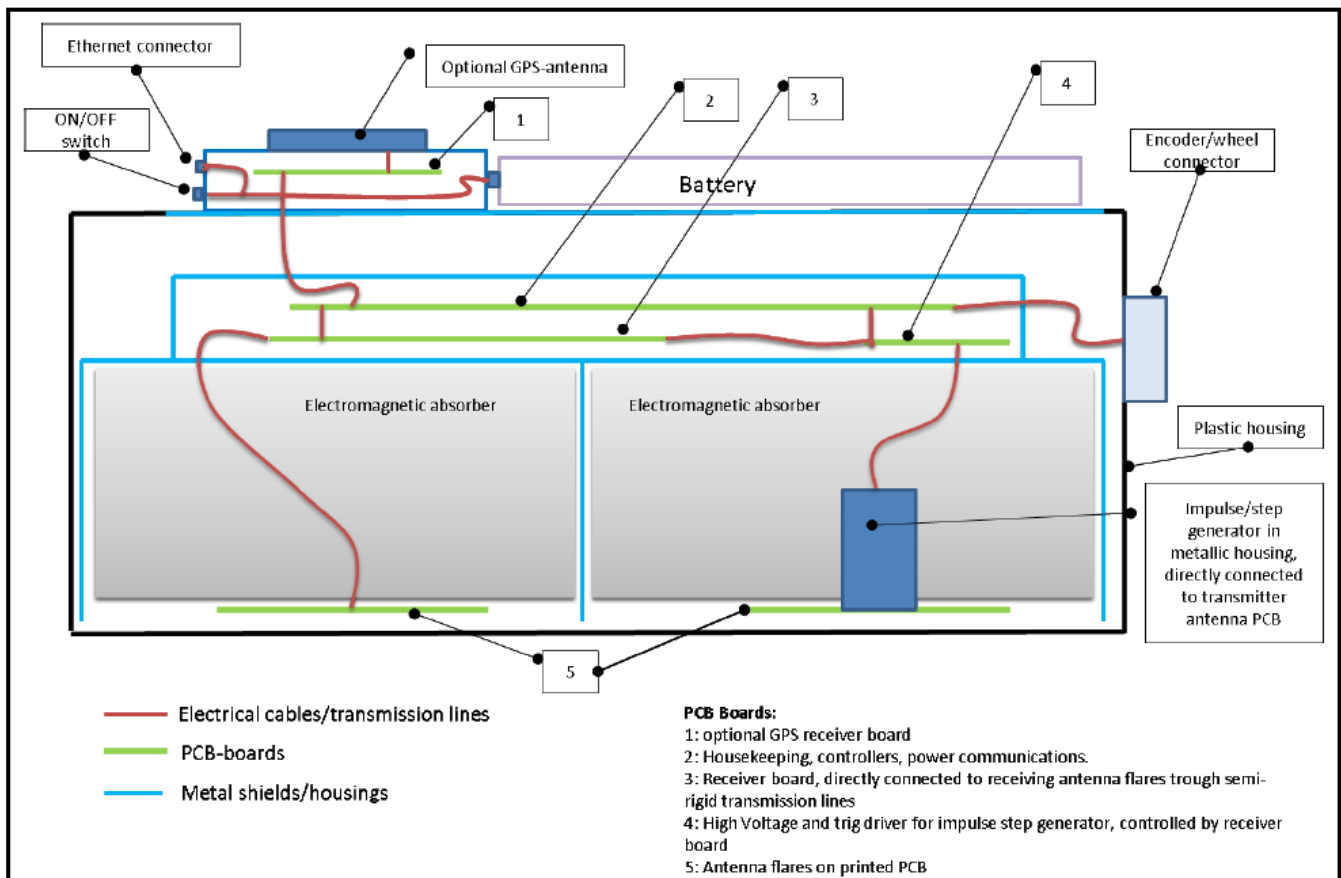 Ethernet connector
Optional GPS-antenna
1
2
3
4
ON/OFF
switch
Encoder/wheel
connector
Battery
Electromagnetic absorber
Electromagnetic absorber
Plastic housing
Impulse/step
generator in
metallic housing,
directly connected
to transmitter
antenna PCB
5
Electrical cables/transmission lines
PCB-boards
Metal shields/housings
PCB Boards:
1: optional GPS receiver board
2: Housekeeping, controllers, power communications.
3: Receiver board, directly connected to receiving antenna flares trough semi-
rigid transmission lines
4: High Voltage and trig driver for impulse step generator, controlled by receiver
board
5: Antenna flares on printed PCB